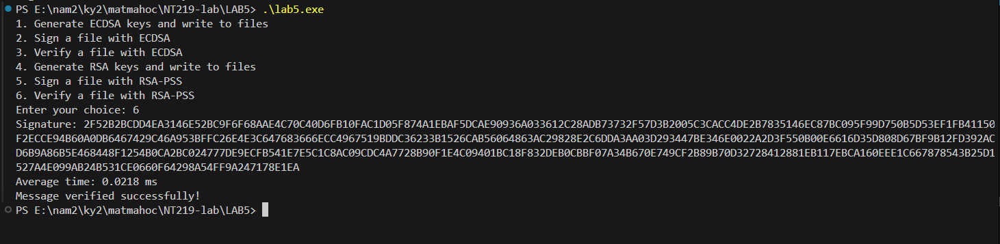 PS E:\nam2\ky2\matmahoc\NT219-lab\LAB5> .\lab5.exe
1. Generate ECDSA keys and write to files
2. Sign a file with ECDSA
3. Verify a file with ECDSA
4. Generate RSA keys and write to files
5. Sign a file with RSA-PSS
6. Verify a file with RSA-PSS
Enter your choice: 6
Signature: 2F52B2BCDD4EA3146E52BC9F6F68AAE4C70C40D6FB10FAC1D05F874A1EBAF5DCAE90936A033612C28ADB73732F57D3B2005C3CACC4DE2B7835146EC87BC095F99D750B5D53EF1FB41150
F2ECCE94B60A0DB6467429C46A953BFFC26E4E3C647683666ECC4967519BDDC36233B1526CAB56064863AC29828E2C6DDA3AA03D293447BE346E0022A2D3F550B00E6616D35D808D67BF9B12FD392AC
D6B9A86B5E468448F1254B0CA2BC024777DE9ECFB541E7E5C1C8AC09CDC4A7728B90F1E4C09401BC18F832DEB0CBBF07A34B670E749CF2B89B70D32728412881EB117EBCA160EEE1C667878543B25D1
527A4E099AB24B531CE0660F64298A54FF9A247178E1EA
Average time: 0.0218 ms
Message verified successfully!
PS E:\nam2\ky2\matmahoc\NT219-lab\LAB5>